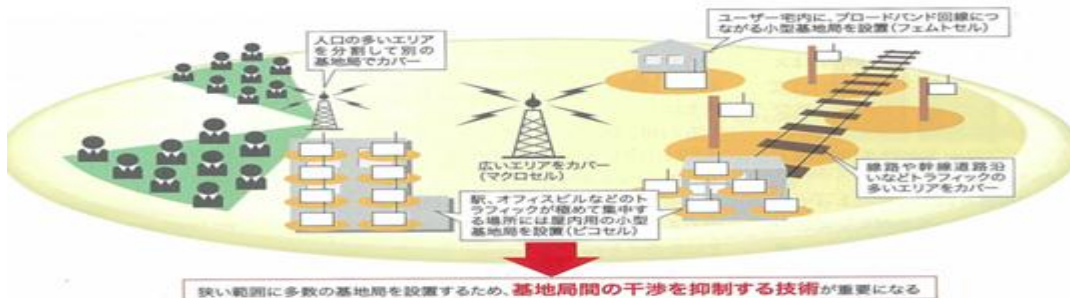 人口の多いエリア
を分割して別の
基地局でカバー
ユーザー宅内に、ブロードバンド回線につ
ながる小型基地局を設置(フェムトセル)
広いエリアをカバー
(マクロセル)
線路や幹線道路沿
いなどトラフィックの
多いエリアをカバー
駅、オフィスビルなどのト
ラフィックが極めて集中す
る場所には屋内用の小型
基地局を設置(ピコセル)
狭い範囲に多数の基地局を設置するため、基地局間の干渉を抑制する技術が重要になる